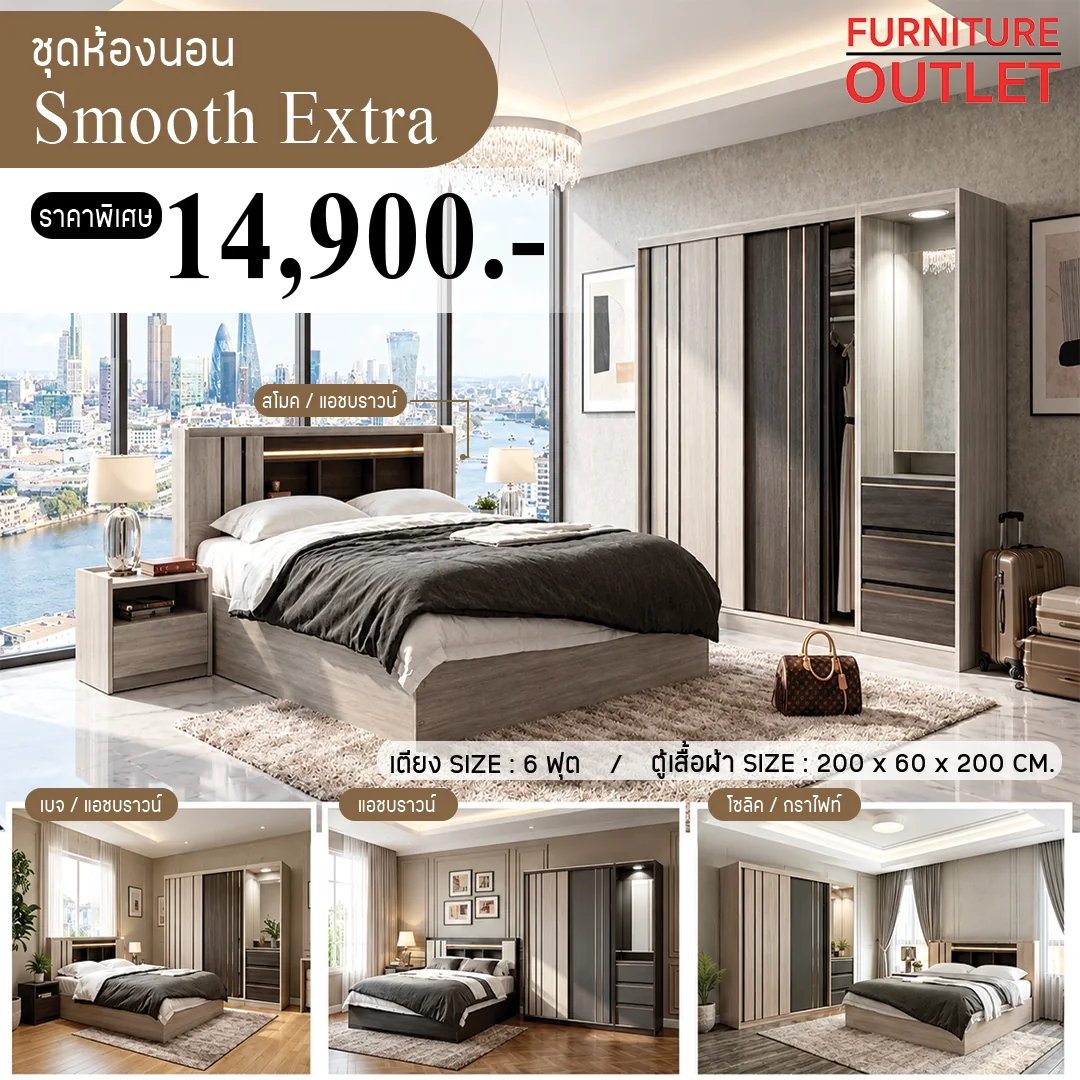 ชุดห้องนอน
Smooth Extra
FURNITURE
OUTLET
ราคาพิเศษ 14,900.-
สโมค / แอชบราวน์
เตียง SIZE : 6 ฟุต / ตู้เสื้อผ้า SIZE : 200 x 60 x 200 CM.
เบจ / แอชบราวน์
แอชบราวน์
โซลิค / กราไฟท์